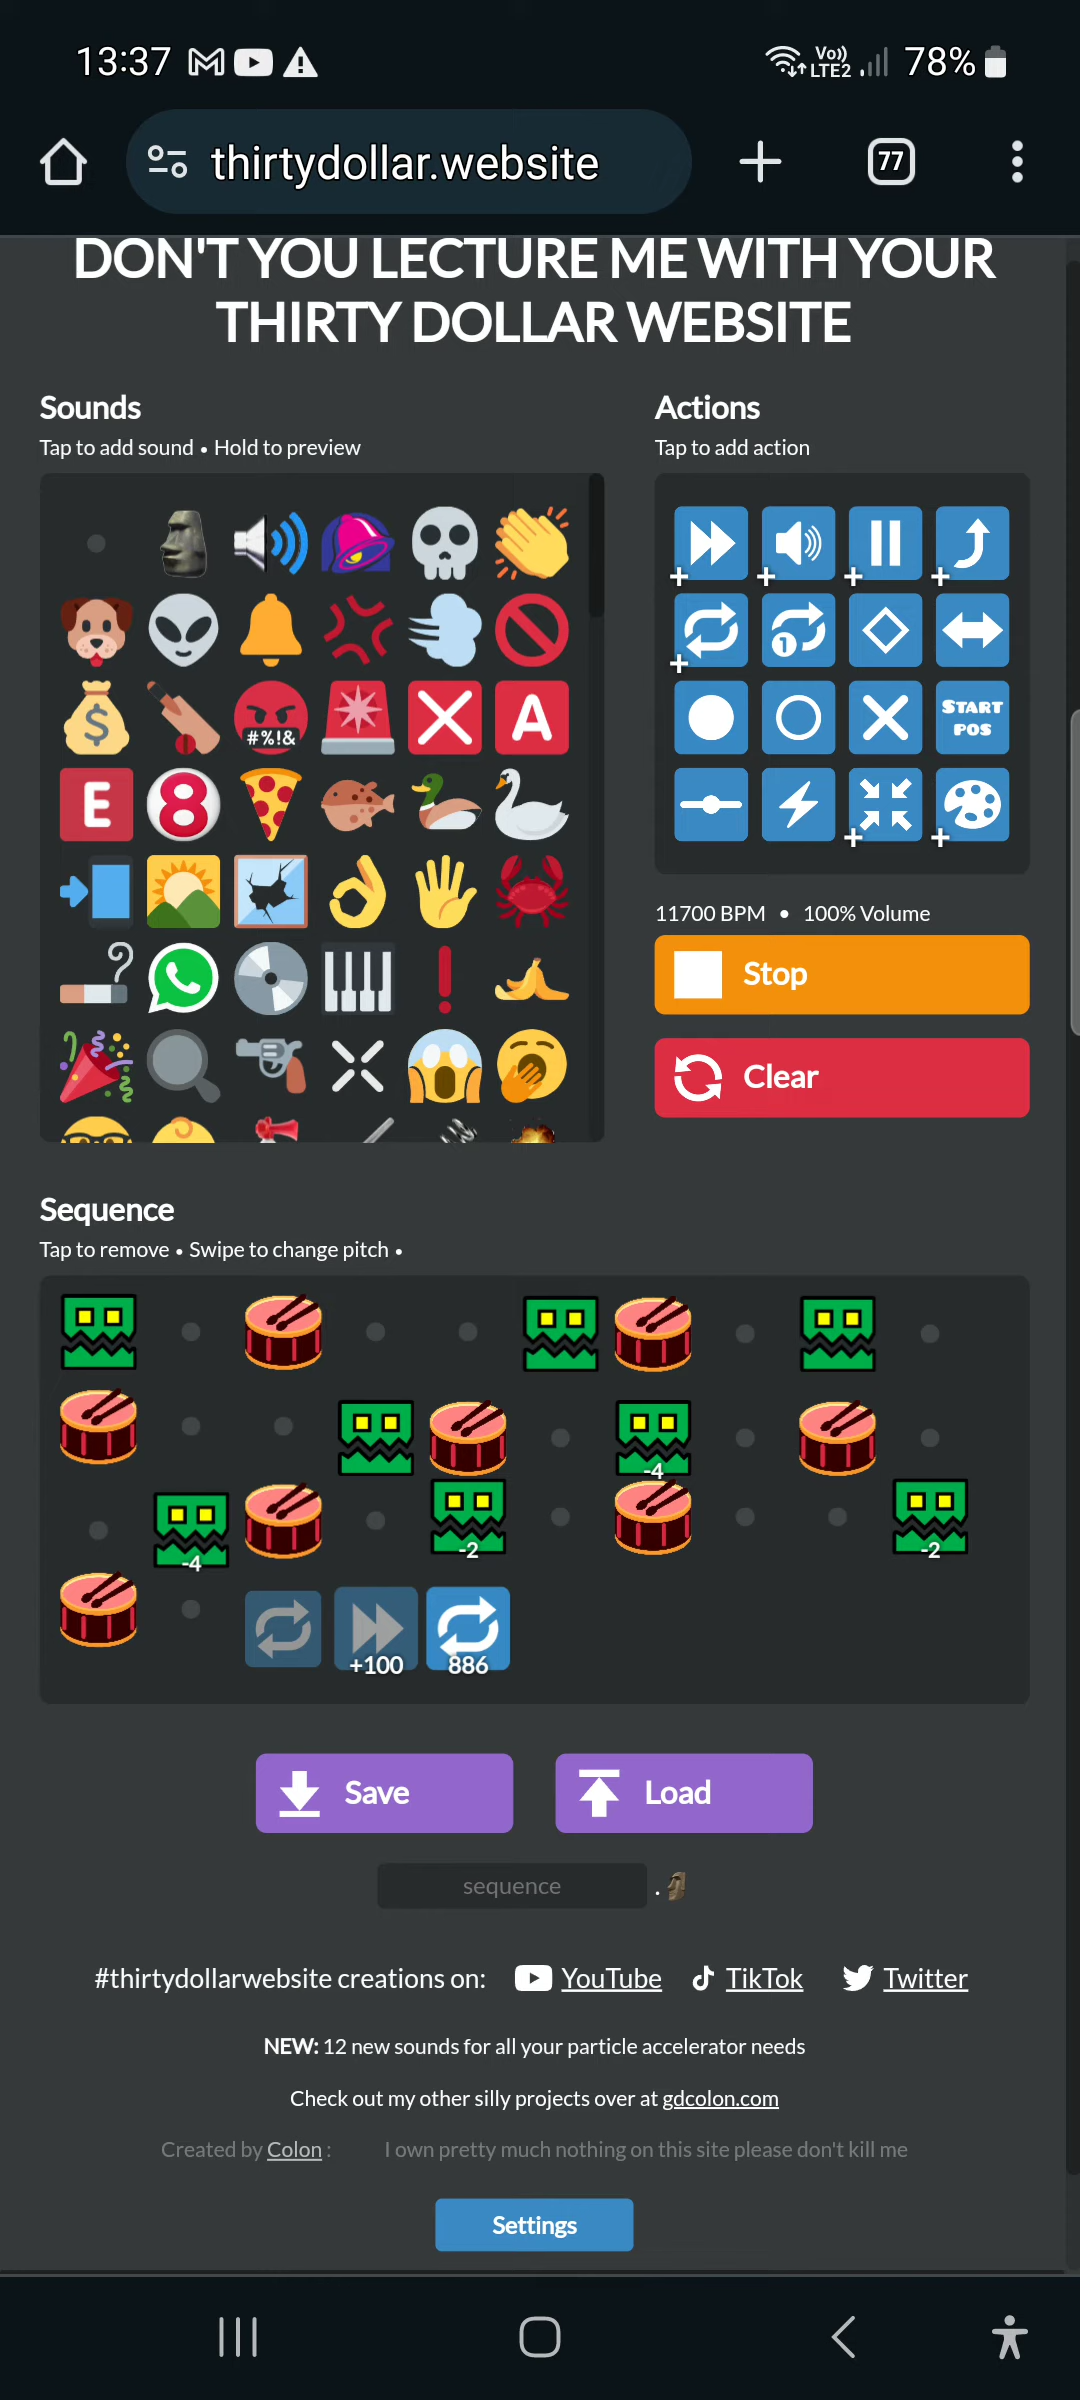 13:37
Vo)) LTE2 78%
thirtydollar.website
77
DON'T YOU LECTURE ME WITH YOUR
THIRTY DOLLAR WEBSITE
Sounds
Tap to add sound • Hold to preview
Actions
Tap to add action
#%!&
A
E
8
1
START
POS
11700 BPM • 100% Volume
Stop
Clear
Sequence
Tap to remove • Swipe to change pitch •
-4
-4
-2
-2
+100
886
Save
Load
sequence
.🗿
#thirtydollarwebsite creations on: YouTube TikTok Twitter
NEW: 12 new sounds for all your particle accelerator needs
Check out my other silly projects over at gdcolon.com
Created by Colon : I own pretty much nothing on this site please don't kill me
Settings